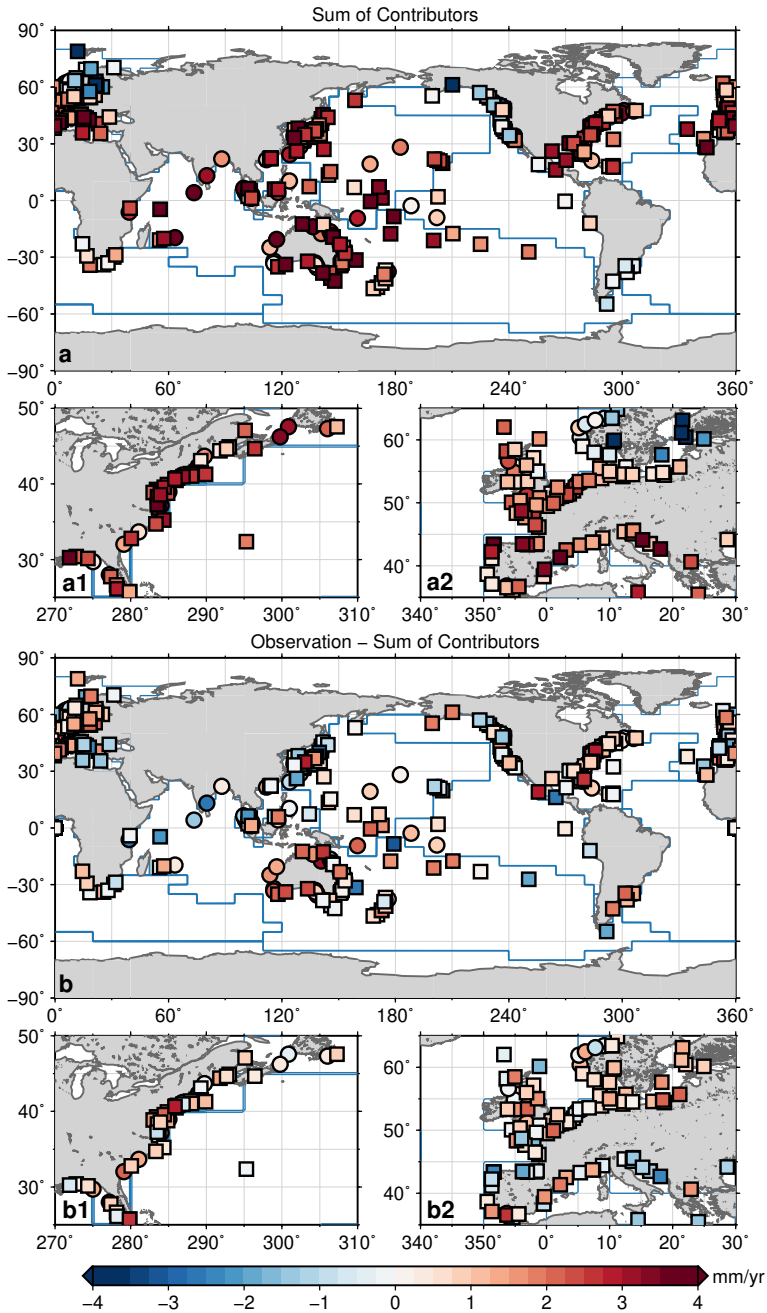 Sum of Contributors
90˚
60˚
30˚
0˚
−30˚
−60˚
−90˚
a
0˚ 60˚ 120˚ 180˚ 240˚ 300˚ 360˚
50˚
40˚
30˚
a1
270 280 290 300 310
60˚
50˚
40˚
a2
340˚ 350˚ 0˚ 10˚ 20˚ 30˚
Observation − Sum of Contributors
90˚
60˚
30˚
0˚
−30˚
−60˚
−90˚
b
0˚ 60˚ 120˚ 180˚ 240˚ 300˚ 360˚
50˚
40˚
30˚
b1
270 280 290 300 310
60˚
50˚
40˚
b2
340˚ 350˚ 0˚ 10˚ 20˚ 30˚
mm/yr
−4 −3 −2 −1 0 1 2 3 4